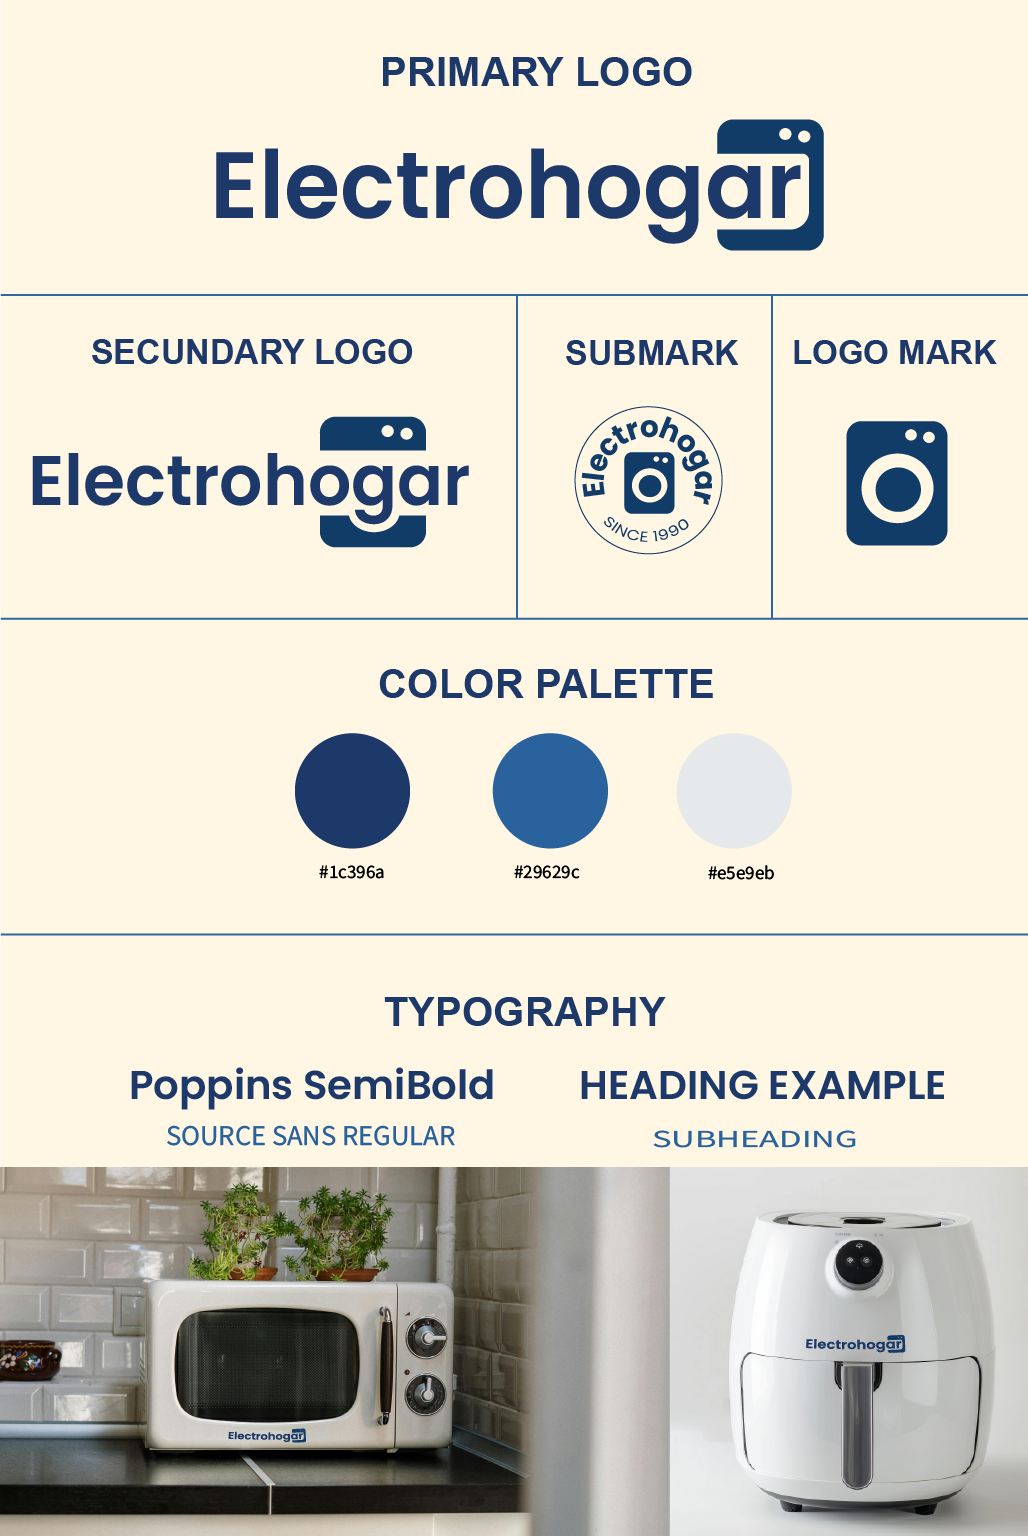 PRIMARY LOGO
Electrohogar
SECUNDARY LOGO
SUBMARK
LOGO MARK
Electrohogar
Electrohogar
SINCE 1990
COLOR PALETTE
#1c396a
#29629c
#e5e9eb
TYPOGRAPHY
Poppins SemiBold
HEADING EXAMPLE
SOURCE SANS REGULAR
SUBHEADING
Electrohogar
Electrohogar